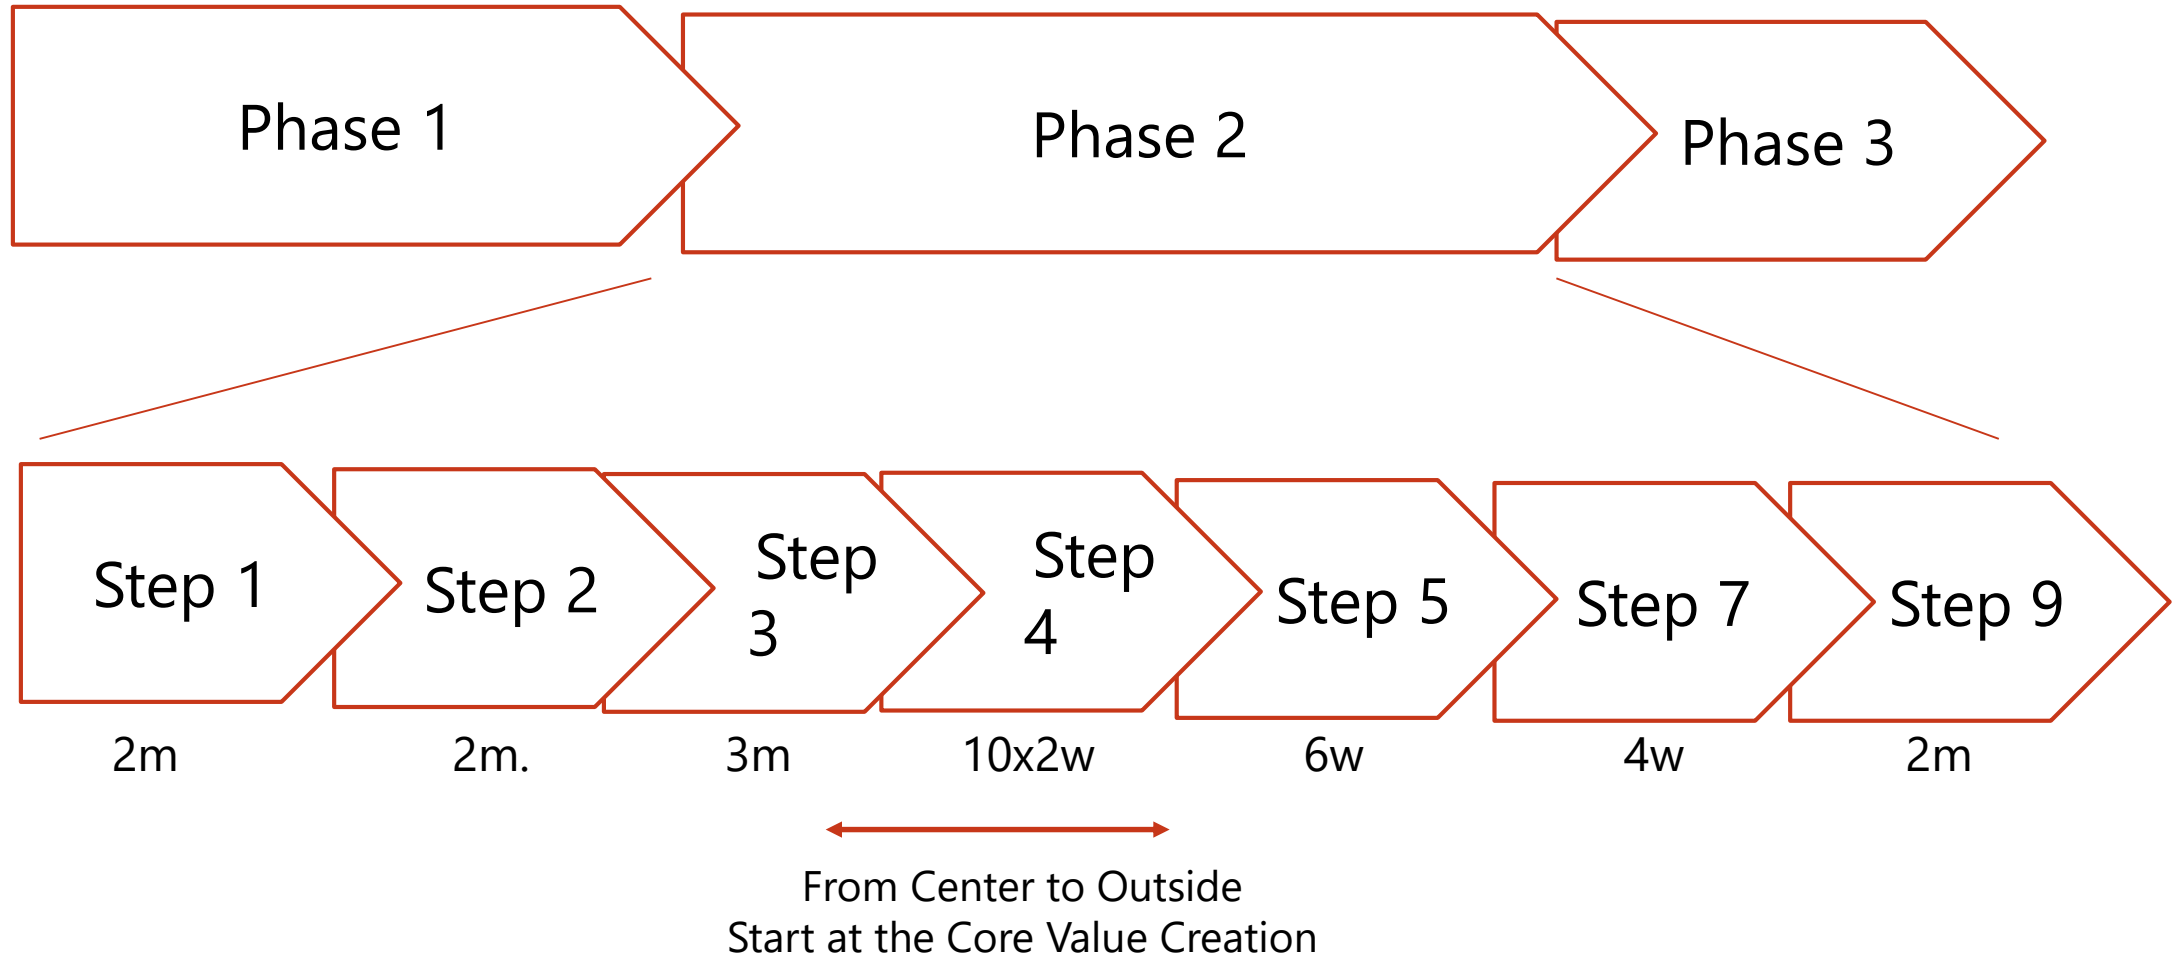 Phase 1
Phase 2
Phase 3
Step 1
Step 2
Step
3
Step
4
Step 5
Step 7
Step 9
2m
2m.
3m
10x2w
6w
4w
2m
From Center to Outside
Start at the Core Value Creation